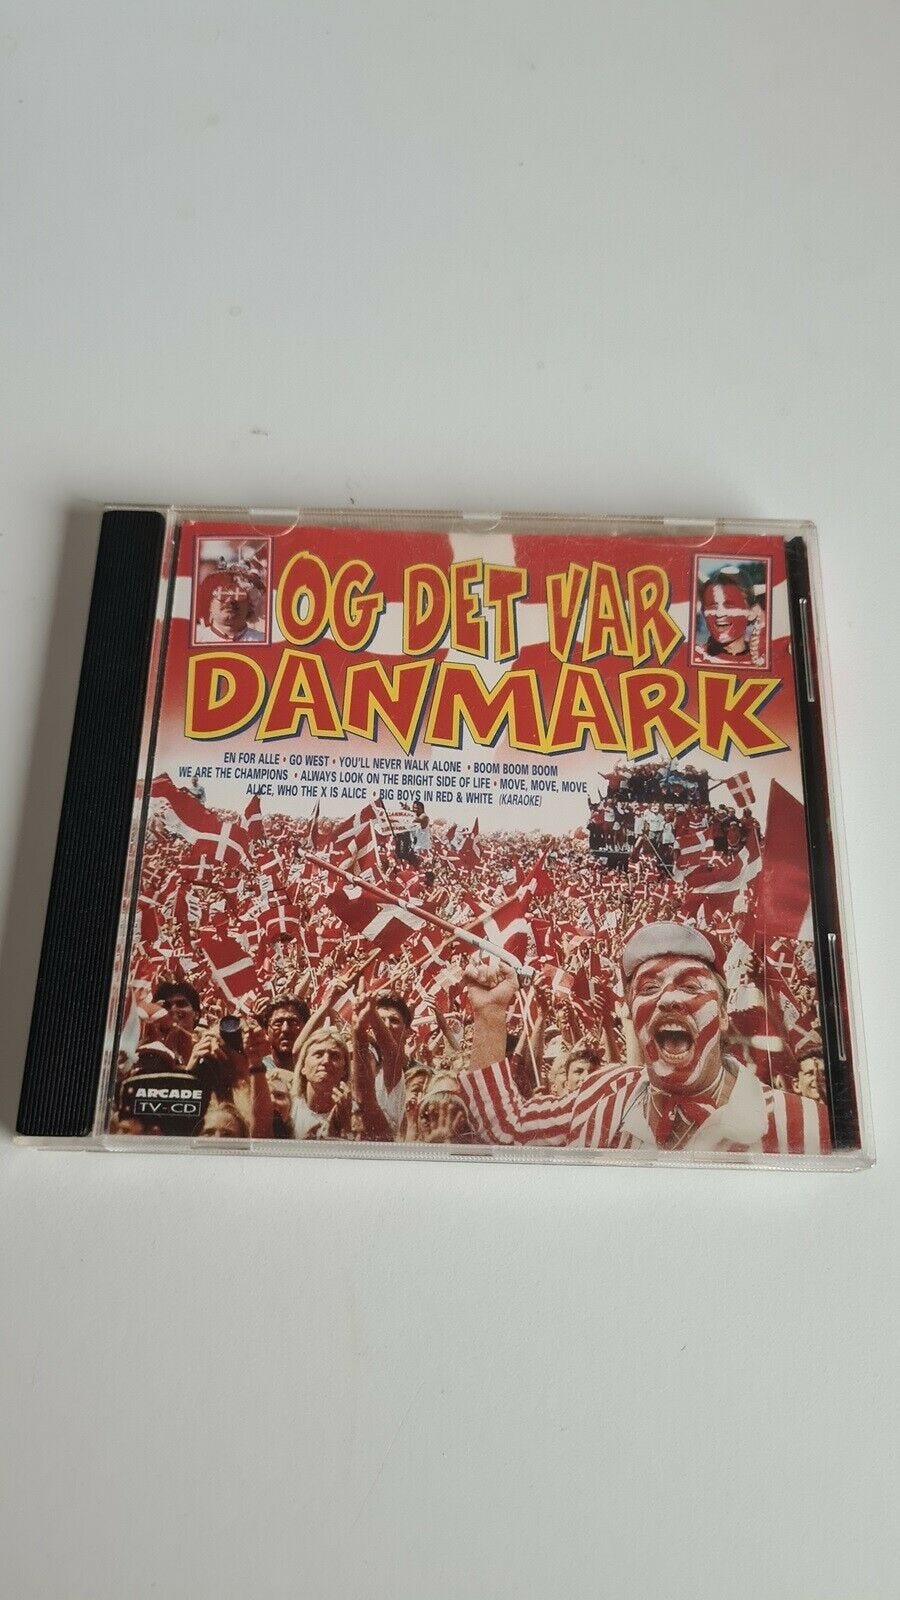 OG DET VAR
DANMARK
EN FOR ALLE • GO WEST • YOU'LL NEVER WALK ALONE • BOOM BOOM BOOM
WE ARE THE CHAMPIONS • ALWAYS LOOK ON THE BRIGHT SIDE OF LIFE • MOVE, MOVE, MOVE
ALICE, WHO THE X IS ALICE • BIG BOYS IN RED & WHITE (KARAOKE)
ARCADE
TV-CD